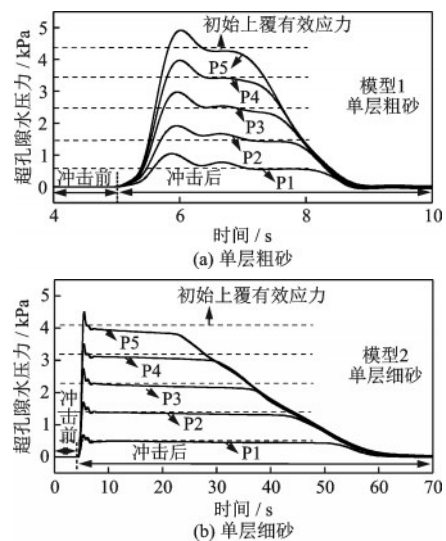 超孔隙水压力 / kPa
5
4
3
2
1
0
初始上覆有效应力
P5
P4
P3
P2
P1
模型1
单层粗砂
冲击前
冲击后
4
6
8
10
时间 / s
(a) 单层粗砂
超孔隙水压力 / kPa
5
4
3
2
1
0
初始上覆有效应力
P5
P4
P3
P2
P1
模型2
单层细砂
冲击前
冲击后
0
10
20
30
40
50
60
70
时间 / s
(b) 单层细砂